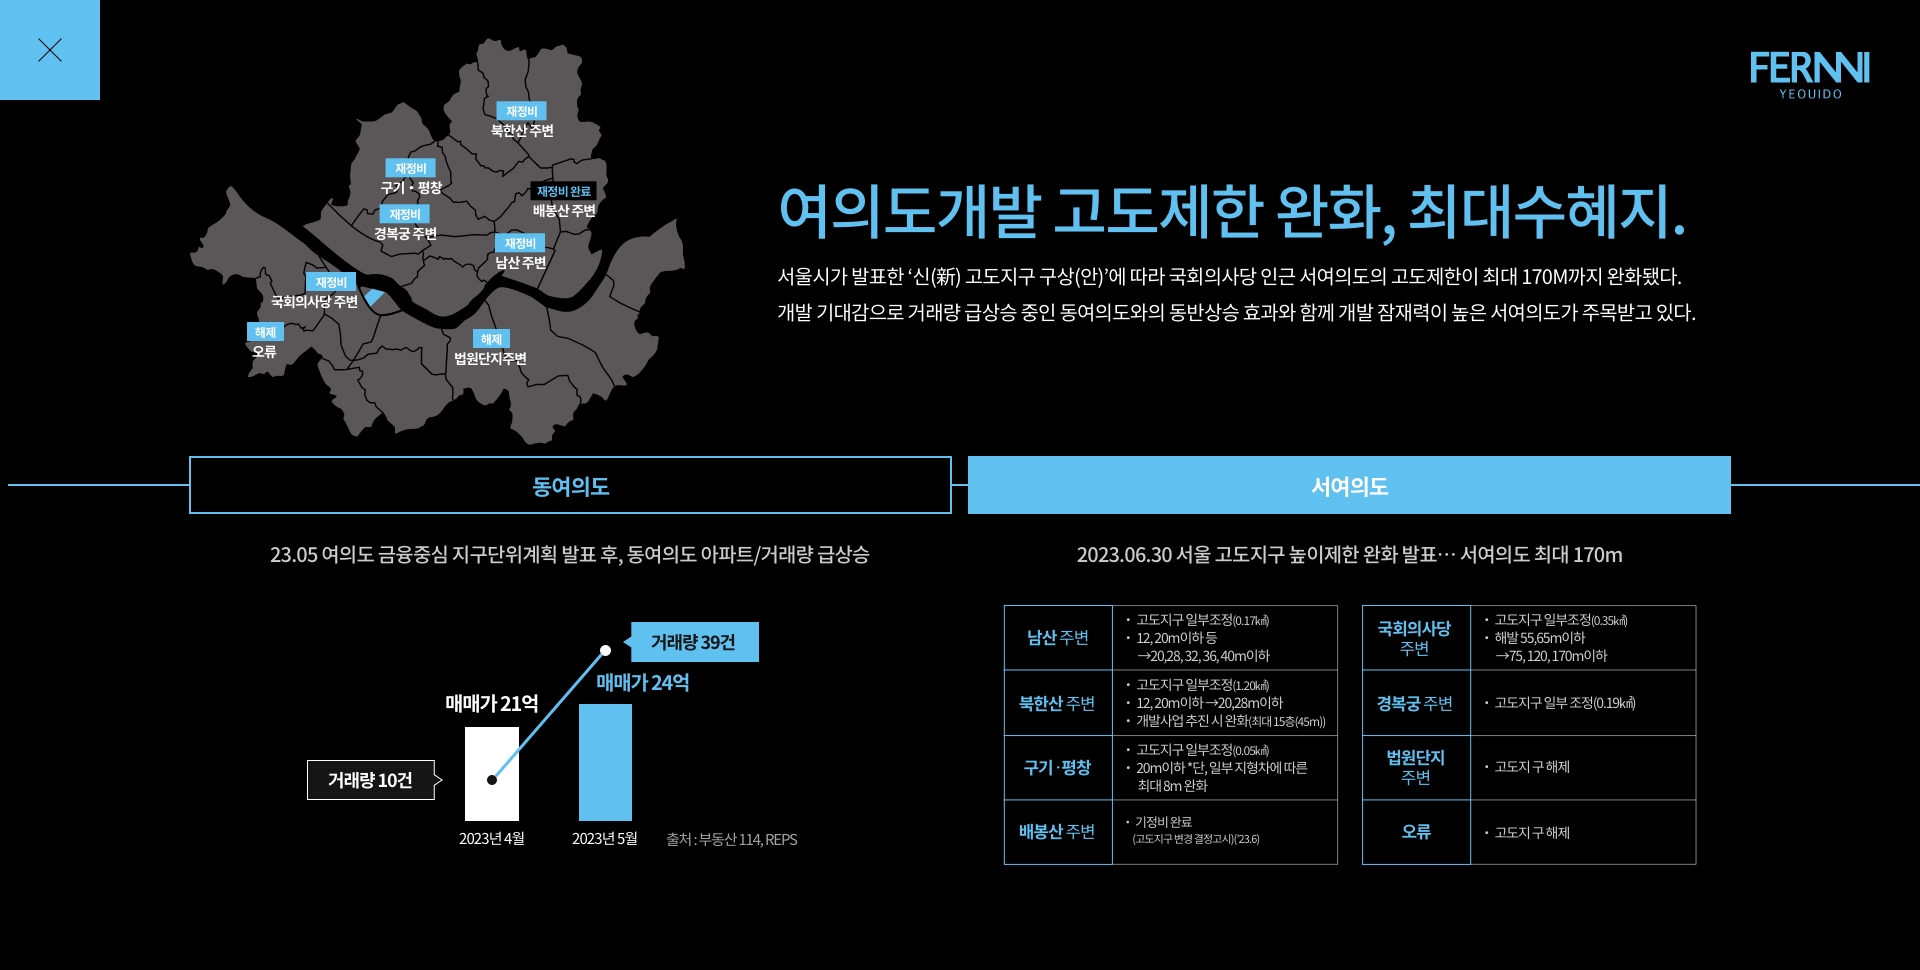 FERNNI
YEOUIDO
재정비
북한산 주변
재정비
구기・평창
재정비 완료
배봉산 주변
재정비
경복궁 주변
재정비
남산 주변
재정비
국회의사당 주변
해제
오류
해제
법원단지주변
여의도개발 고도제한 완화, 최대수혜지.
서울시가 발표한 ‘신(新) 고도지구 구상(안)’에 따라 국회의사당 인근 서여의도의 고도제한이 최대 170M까지 완화됐다.
개발 기대감으로 거래량 급상승 중인 동여의도와의 동반상승 효과와 함께 개발 잠재력이 높은 서여의도가 주목받고 있다.
동여의도
23.05 여의도 금융중심 지구단위계획 발표 후, 동여의도 아파트/거래량 급상승
거래량 39건
매매가 24억
매매가 21억
거래량 10건
2023년 4월
2023년 5월
출처 : 부동산 114, REPS
서여의도
2023.06.30 서울 고도지구 높이제한 완화 발표… 서여의도 최대 170m
남산 주변
・ 고도지구 일부조정(0.17㎢)
・ 12, 20m이하 등
→20,28, 32, 36, 40m이하
북한산 주변
・ 고도지구 일부조정(1.20㎢)
・ 12, 20m이하→20,28m이하
・ 개발사업 추진 시 완화(최대 15층(45m))
구기·평창
・ 고도지구 일부조정(0.05㎢)
・ 20m이하 *단, 일부 지형차에 따른
최대 8m 완화
배봉산 주변
・ 기정비 완료
(고도지구 변경 결정고시)(‘23.6)
국회의사당
주변
・ 고도지구 일부조정(0.35㎢)
・ 해발 55,65m이하
→75, 120, 170m이하
경복궁 주변
・ 고도지구 일부 조정(0.19㎢)
법원단지
주변
・ 고도지 구 해제
오류
・ 고도지 구 해제